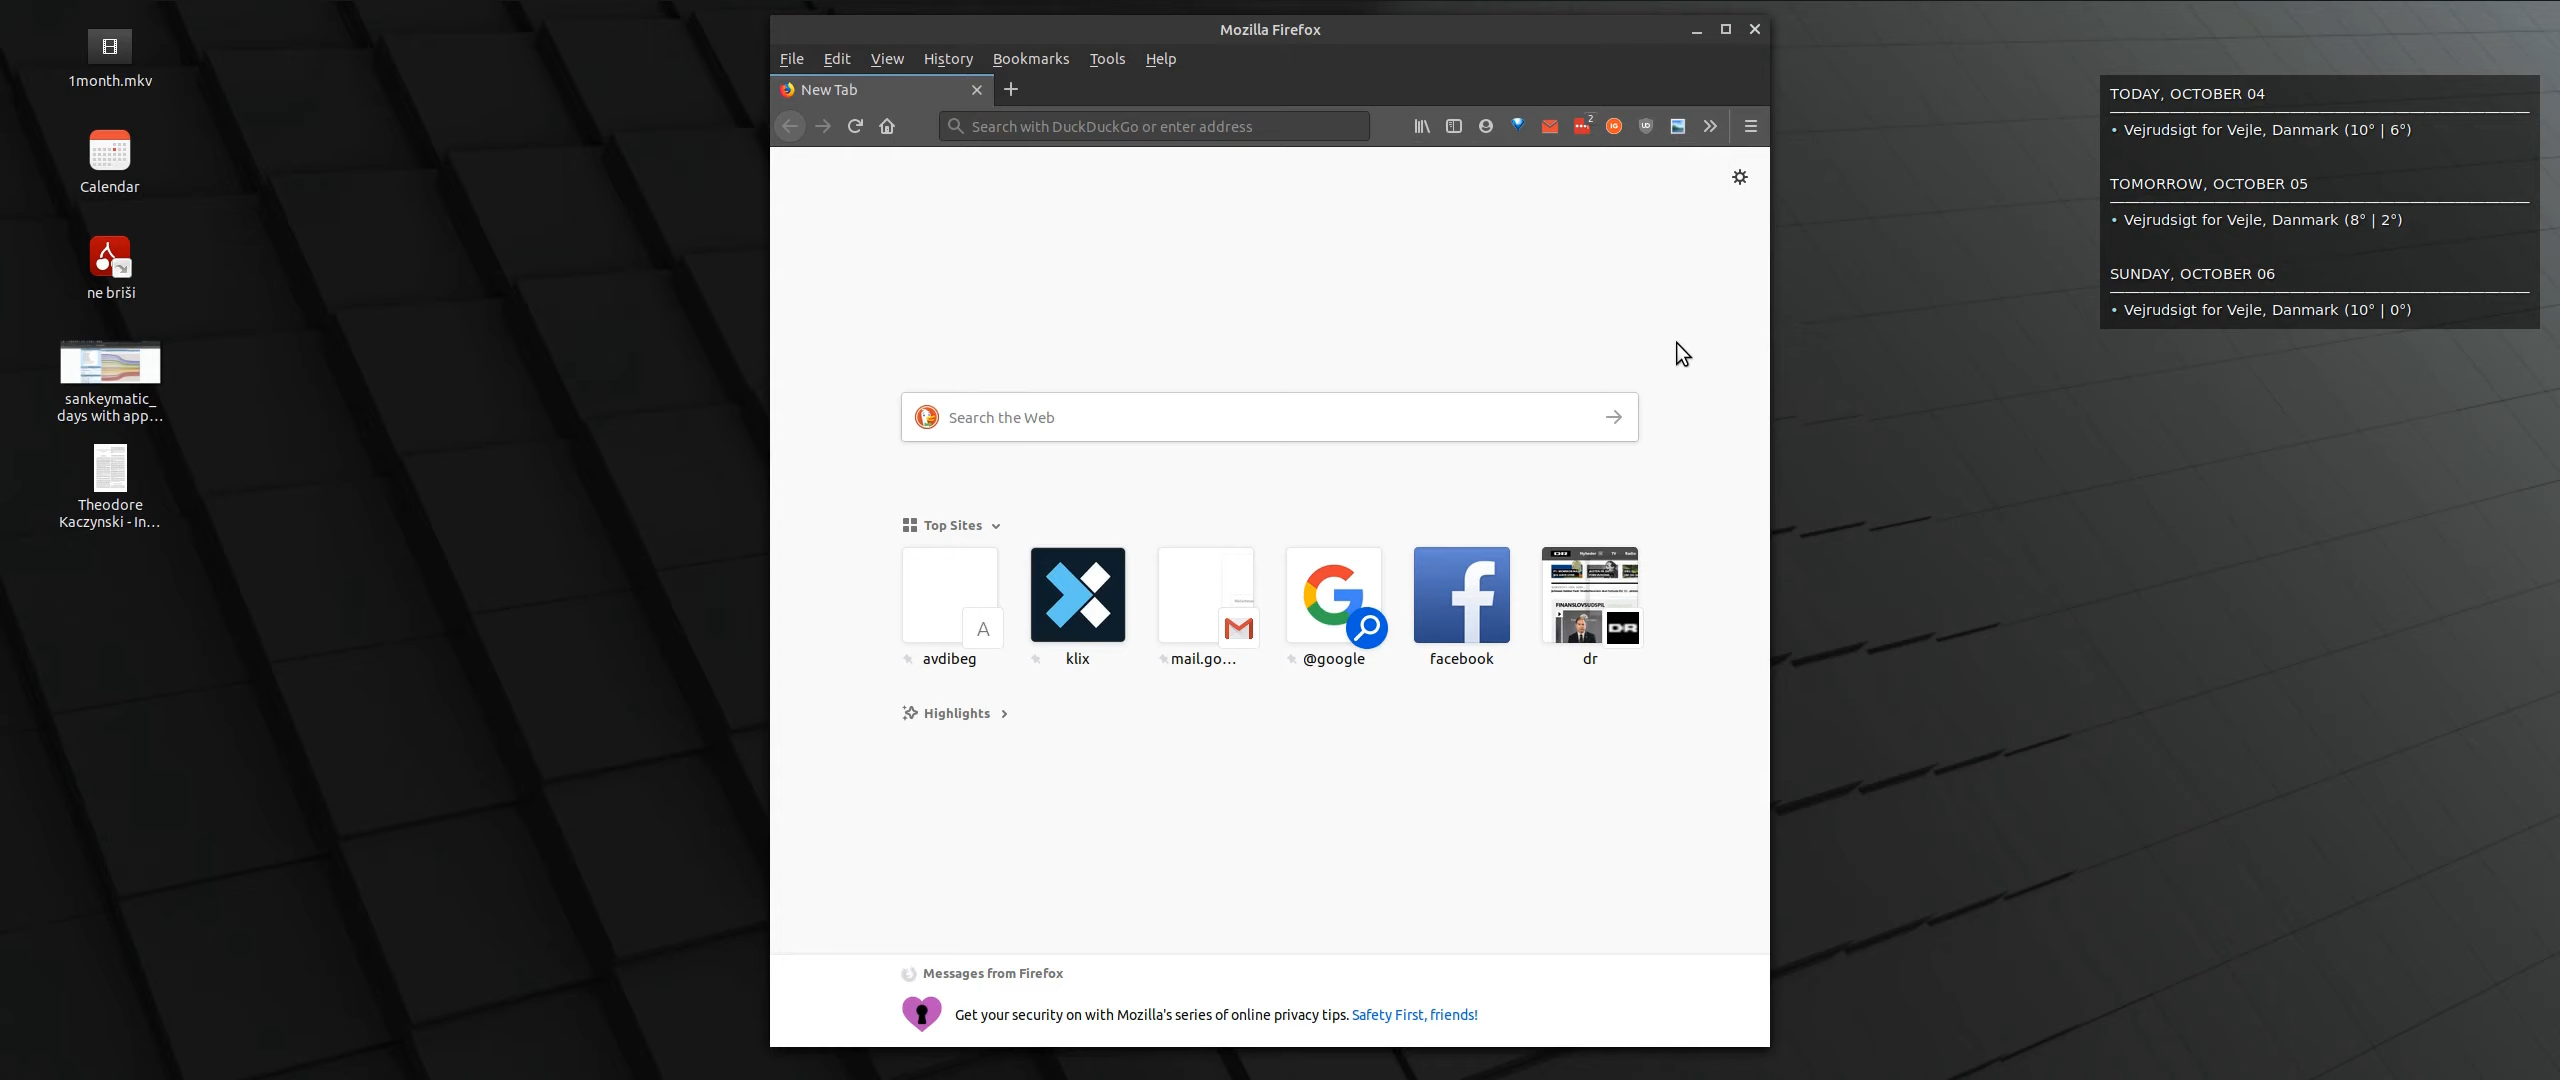 1month.mkv
Calendar
ne briši
sankeymatic_
days with app...
Theodore
Kaczynski - In...
Mozilla Firefox
File Edit View History Bookmarks Tools Help
New Tab
Search with DuckDuckGo or enter address
2
Search the Web
Top Sites
A
avdibeg
klix
mail.go...
@google
facebook
FINANSLOVSUDSPIL
DR
dr
Highlights
Messages from Firefox
Get your security on with Mozilla's series of online privacy tips. Safety First, friends!
TODAY, OCTOBER 04
• Vejrudsigt for Vejle, Danmark (10° | 6°)
TOMORROW, OCTOBER 05
• Vejrudsigt for Vejle, Danmark (8° | 2°)
SUNDAY, OCTOBER 06
• Vejrudsigt for Vejle, Danmark (10° | 0°)